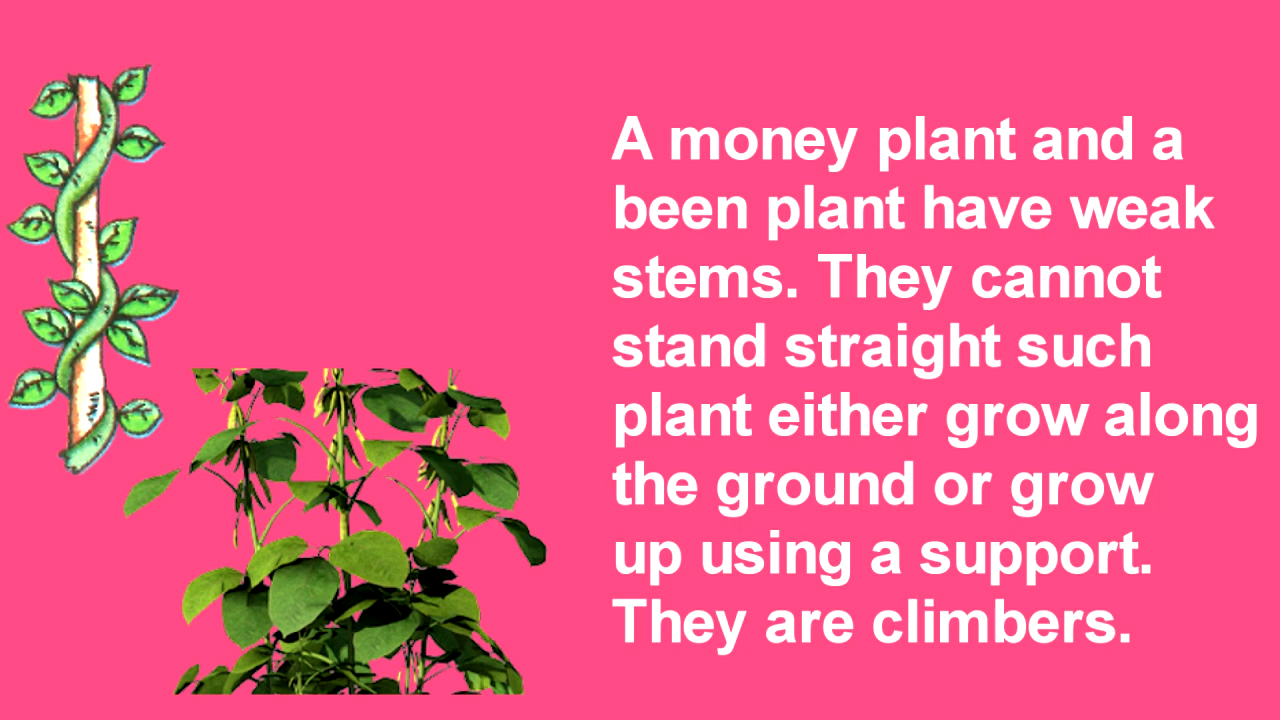 A money plant and a
been plant have weak
stems. They cannot
stand straight such
plant either grow along
the ground or grow
up using a support.
They are climbers.